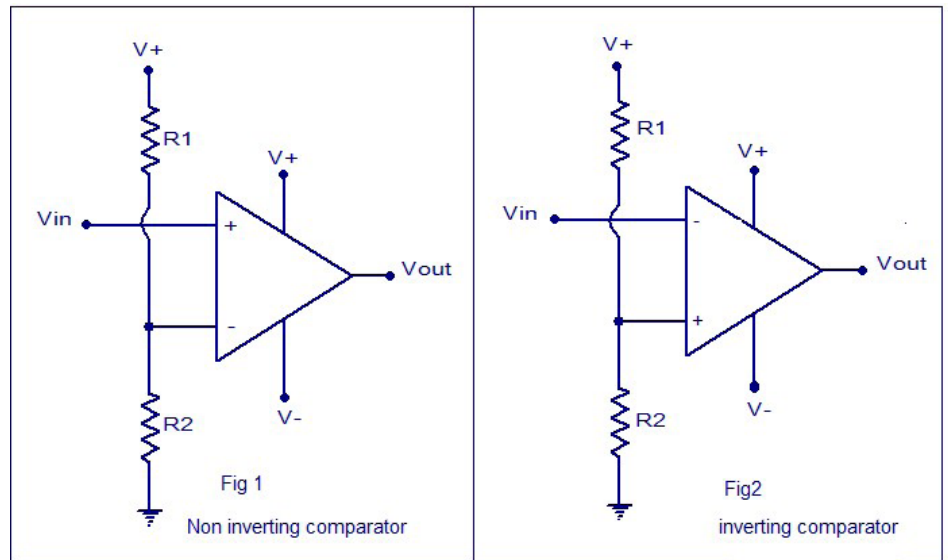 V+
R1
V+
Vin
+
Vout
-
R2
V-
Fig 1
Non inverting comparator
V+
R1
V+
Vin
-
Vout
+
V-
R2
Fig2
inverting comparator